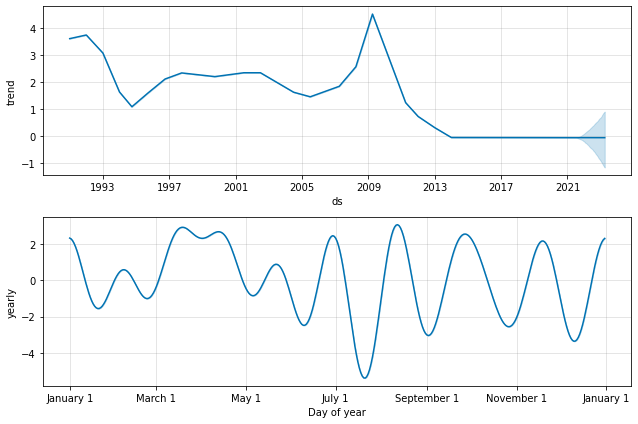 4
3
2
1
0
−1
trend
1993 1997 2001 2005 2009 2013 2017 2021
ds
2
0
−2
−4
yearly
January 1 March 1 May 1 July 1 September 1 November 1 January 1
Day of year